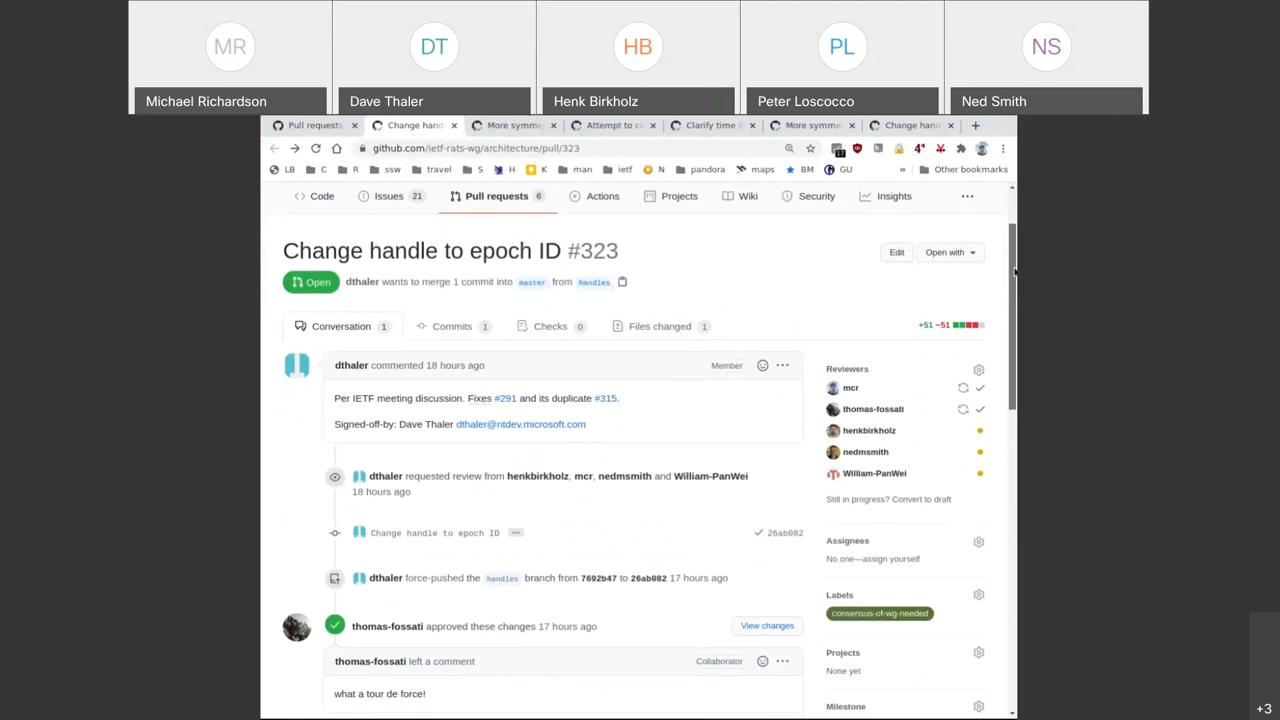 MR DT HB PL NS
Michael Richardson Dave Thaler Henk Birkholz Peter Loscocco Ned Smith
Pull requests Change hand More symme Attempt to cl Clarify time More symme Change hand
github.com/ietf-rats-wg/architecture/pull/323
17
LB C R ssw travel S H K man ietf N pandora maps BM GU » Other bookmarks
Code Issues 21 Pull requests 6 Actions Projects Wiki Security Insights
Change handle to epoch ID #323
Edit Open with
Open dthaler wants to merge 1 commit into master from handles
Conversation 1 Commits 1 Checks 0 Files changed 1 +51 −51
dthaler commented 18 hours ago Member
Per IETF meeting discussion. Fixes #291 and its duplicate #315.
Signed-off-by: Dave Thaler dthaler@ntdev.microsoft.com
dthaler requested review from henkbirkholz, mcr, nedmsmith and William-PanWei
18 hours ago
Change handle to epoch ID 26ab082
dthaler force-pushed the handles branch from 7692b47 to 26ab082 17 hours ago
thomas-fossati approved these changes 17 hours ago View changes
thomas-fossati left a comment Collaborator
what a tour de force!
Reviewers
mcr
thomas-fossati
henkbirkholz
nedmsmith
William-PanWei
Still in progress? Convert to draft
Assignees
No one—assign yourself
Labels
consensus-of-wg-needed
Projects
None yet
Milestone
+3